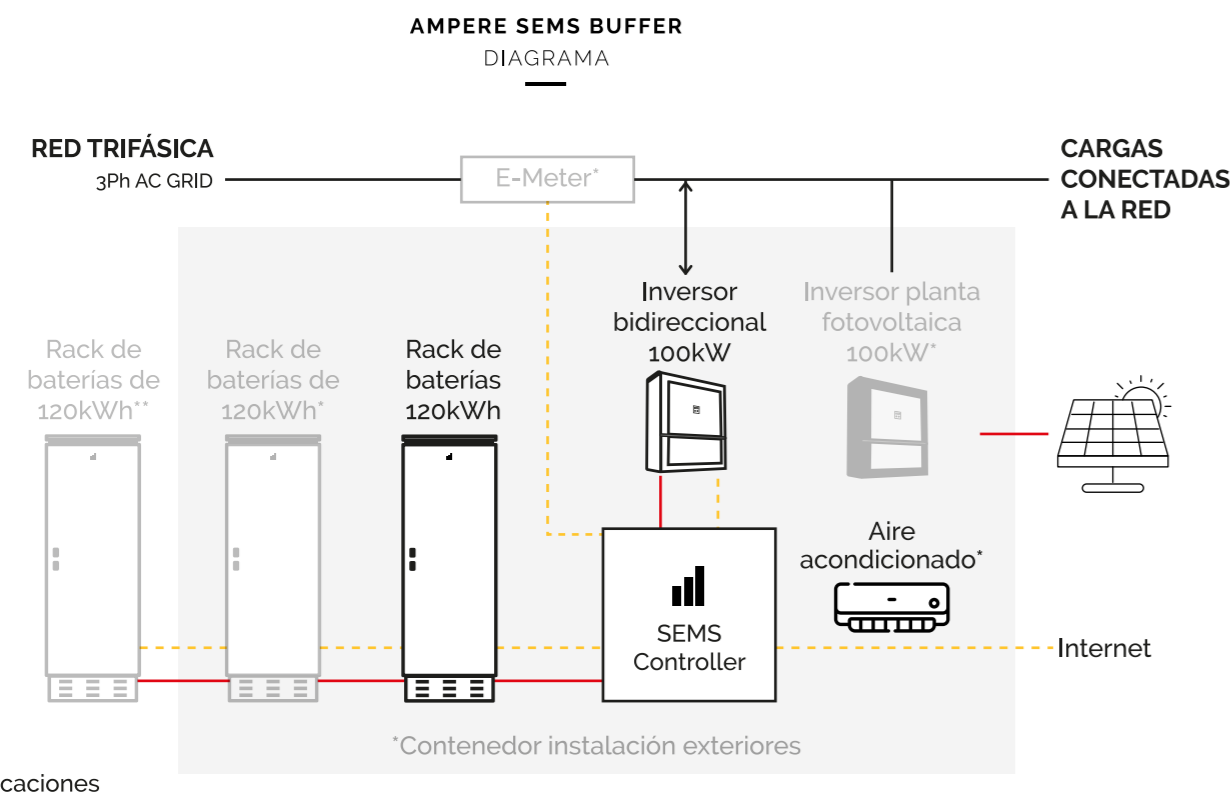 AMPERE SEMS BUFFER
DIAGRAMA
RED TRIFÁSICA
3Ph AC GRID
E-Meter*
CARGAS
CONECTADAS
A LA RED
Inversor
bidireccional
100kW
Inversor planta
fotovoltaica
100kW*
Rack de
baterías de
120kWh**
Rack de
baterías de
120kWh*
Rack de
baterías
120kWh
Aire
acondicionado*
SEMS
Controller
Internet
*Contenedor instalación exteriores
caciones